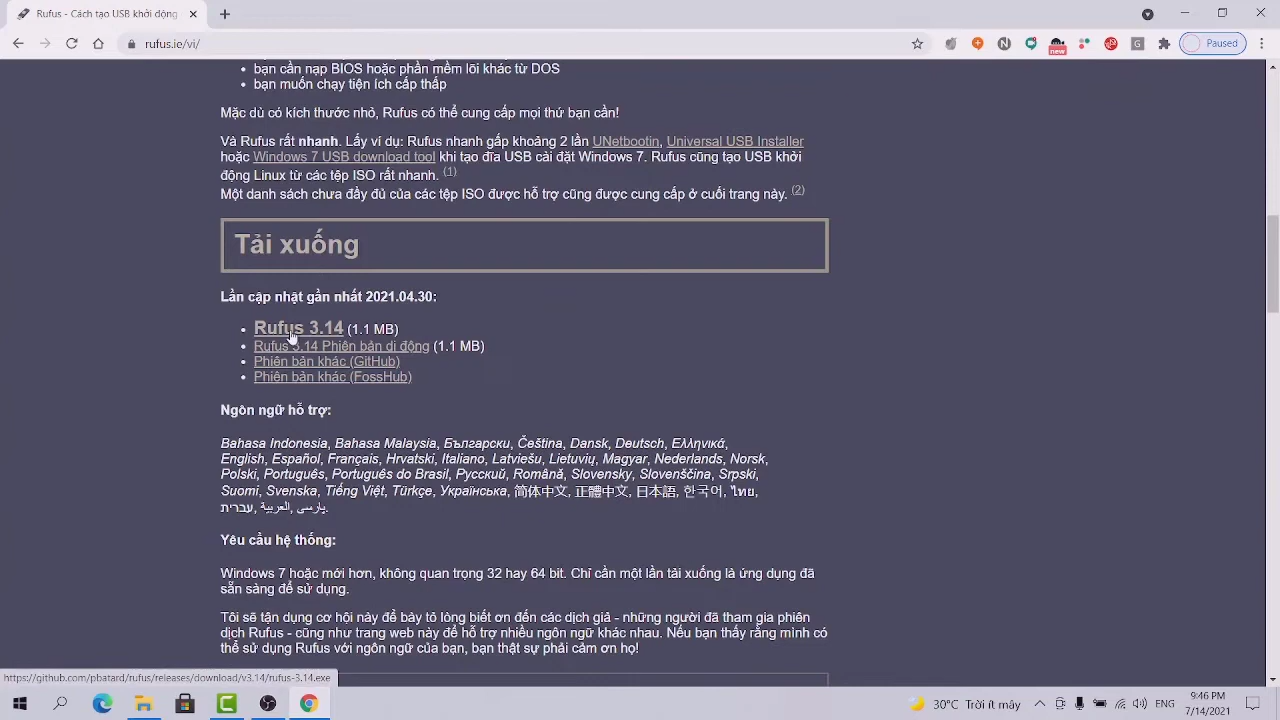 Rufus - Cách tạo USB khởi động
rufus.ie/vi/
new
G
Paused
bạn cần nạp BIOS hoặc phần mềm lõi khác từ DOS
bạn muốn chạy tiện ích cấp thấp
Mặc dù có kích thước nhỏ, Rufus có thể cung cấp mọi thứ bạn cần!
Và Rufus rất nhanh. Lấy ví dụ: Rufus nhanh gấp khoảng 2 lần UNetbootin, Universal USB Installer
hoặc Windows 7 USB download tool khi tạo đĩa USB cài đặt Windows 7. Rufus cũng tạo USB khởi
động Linux từ các tệp ISO rất nhanh. (1)
Một danh sách chưa đầy đủ của các tệp ISO được hỗ trợ cũng được cung cấp ở cuối trang này. (2)
Tải xuống
Lần cập nhật gần nhất 2021.04.30:
Rufus 3.14 (1.1 MB)
Rufus 3.14 Phiên bản di động (1.1 MB)
Phiên bản khác (GitHub)
Phiên bản khác (FossHub)
Ngôn ngữ hỗ trợ:
Bahasa Indonesia, Bahasa Malaysia, Български, Čeština, Dansk, Deutsch, Ελληνικά,
English, Español, Français, Hrvatski, Italiano, Latviešu, Lietuvių, Magyar, Nederlands, Norsk,
Polski, Português, Português do Brasil, Русский, Română, Slovensky, Slovenščina, Srpski,
Suomi, Svenska, Tiếng Việt, Türkçe, Українська, 简体中文, 正體中文, 日本語, 한국어, ไทย,
עברית, العربية, پارسی.
Yêu cầu hệ thống:
Windows 7 hoặc mới hơn, không quan trọng 32 hay 64 bit. Chỉ cần một lần tải xuống là ứng dụng đã
sẵn sàng để sử dụng.
Tôi sẽ tận dụng cơ hội này để bày tỏ lòng biết ơn đến các dịch giả - những người đã tham gia phiên
dịch Rufus - cũng như trang web này để hỗ trợ nhiều ngôn ngữ khác nhau. Nếu bạn thấy rằng mình có
thể sử dụng Rufus với ngôn ngữ của bạn, bạn thật sự phải cảm ơn họ!
https://github.com/pbatard/rufus/releases/download/v3.14/rufus-3.14.exe
30°C Trời ít mây
ENG
9:46 PM
7/14/2021